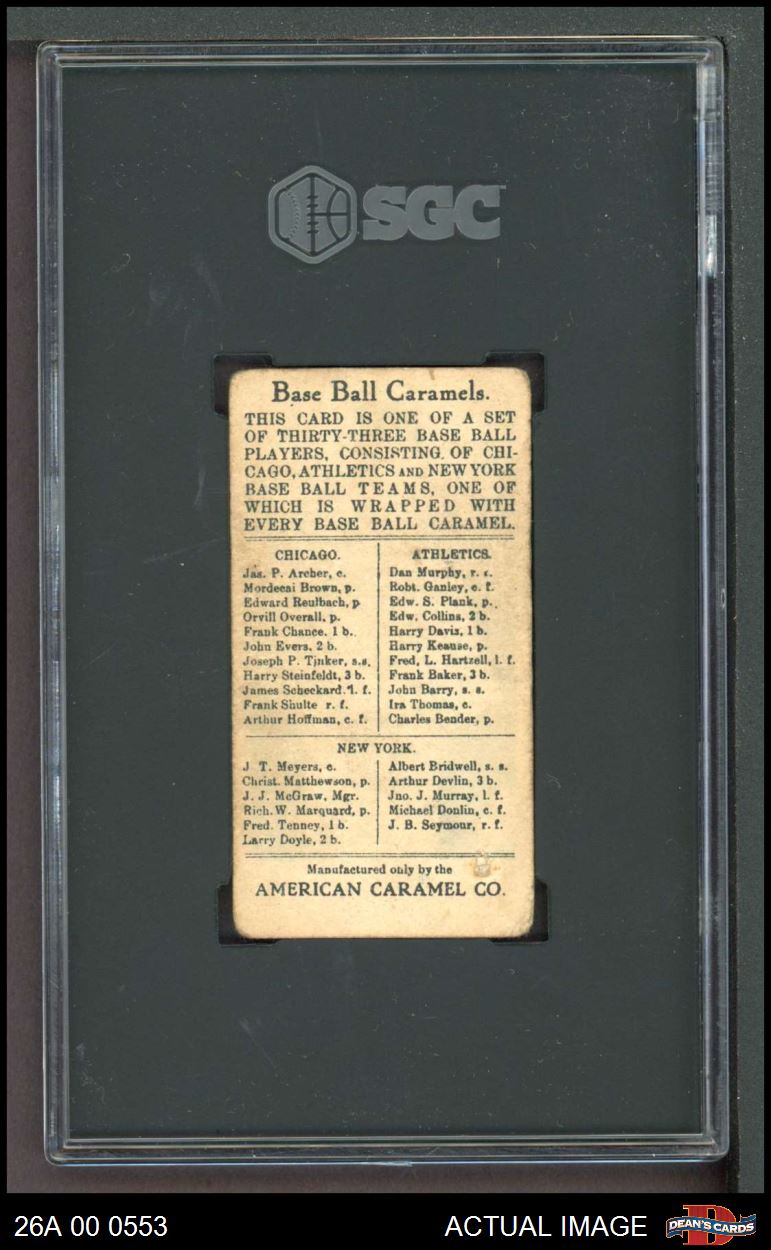 SGC
Base Ball Caramels.
THIS CARD IS ONE OF A SET
OF THIRTY-THREE BASE BALL
PLAYERS, CONSISTING OF CHI-
CAGO, ATHLETICS AND NEW YORK
BASE BALL TEAMS, ONE OF
WHICH IS WRAPPED WITH
EVERY BASE BALL CARAMEL.
CHICAGO.
Jas. P. Archer, c.
Mordecai Brown, p.
Edward Reulbach, p
Orvill Overall, p.
Frank Chance. 1 b.
John Evers. 2 b.
Joseph P. Tinker, s.s.
Harry Steinfeldt, 3 b.
James Scheckard. l. f.
Frank Shulte r. f.
Arthur Hoffman, c. f.
ATHLETICS.
Dan Murphy, r. f.
Robt. Ganley, c. f.
Edw. S. Plank, p.
Edw. Collins, 2 b.
Harry Davis, 1 b.
Harry Keause, p.
Fred, L. Hartzell, l. f.
Frank Baker, 3 b.
John Barry, s. s.
Ira Thomas, c.
Charles Bender, p.
NEW YORK.
J T. Meyers, c.
Christ. Matthewson, p.
J. J. McGraw, Mgr.
Rich. W. Marquard, p.
Fred. Tenney, 1 b.
Larry Doyle, 2 b.
Albert Bridwell, s. s.
Arthur Devlin, 3 b.
Jno. J. Murray, l. f.
Michael Donlin, c. f.
J. B. Seymour, r. f.
Manufactured only by the
AMERICAN CARAMEL CO.
26A 00 0553
ACTUAL IMAGE
DEAN'S CARDS